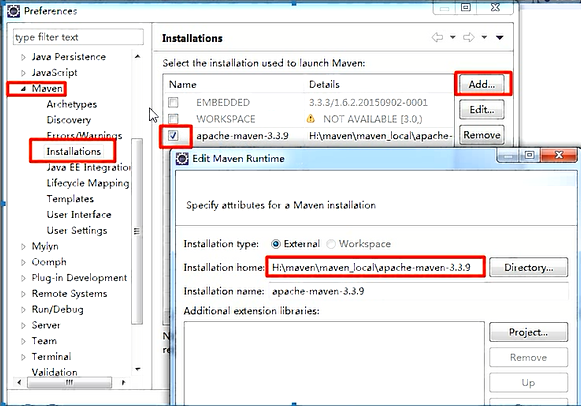 Preferences
type filter text
Installations
Java Persistence
JavaScript
Maven
Archetypes
Discovery
Errors/Warnings
Installations
Java EE Integration
Lifecycle Mapping
Templates
User Interface
User Settings
Mylyn
Oomph
Plug-in Development
Remote Systems
Run/Debug
Server
Team
Terminal
Validation
Select the installation used to launch Maven:
Name Details
EMBEDDED 3.3.3/1.6.2.20150902-0001
WORKSPACE NOT AVAILABLE [3.0,)
apache-maven-3.3.9 H:\maven\maven_local\apache-
Add...
Edit...
Remove
Edit Maven Runtime
Specify attributes for a Maven installation
Installation type: External Workspace
Installation home: H:\maven\maven_local\apache-maven-3.3.9 Directory...
Installation name: apache-maven-3.3.9
Additional extension libraries:
Project...
Remove
Up